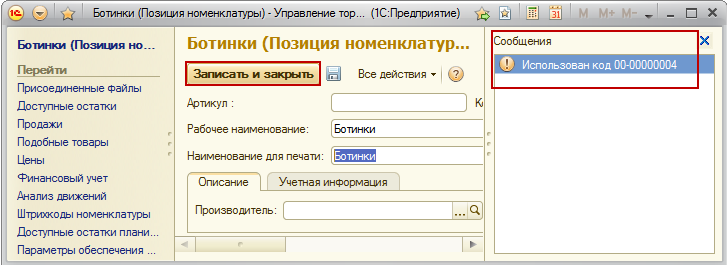 Ботинки (Позиция номенклатуры) - Управление тор... (1С:Предприятие)
M M+ M-
Ботинки (Позиция но...
Перейти
Присоединенные файлы
Доступные остатки
Продажи
Подобные товары
Цены
Финансовый учет
Анализ движений
Штрихкоды номенклатуры
Доступные остатки плани...
Параметры обеспечения ...
Ботинки (Позиция номенклатур...
Записать и закрыть
Все действия
Артикул :
Рабочее наименование: Ботинки
Наименование для печати: Ботинки
Описание Учетная информация
Производитель: ...
Сообщения
Использован код 00-00000004